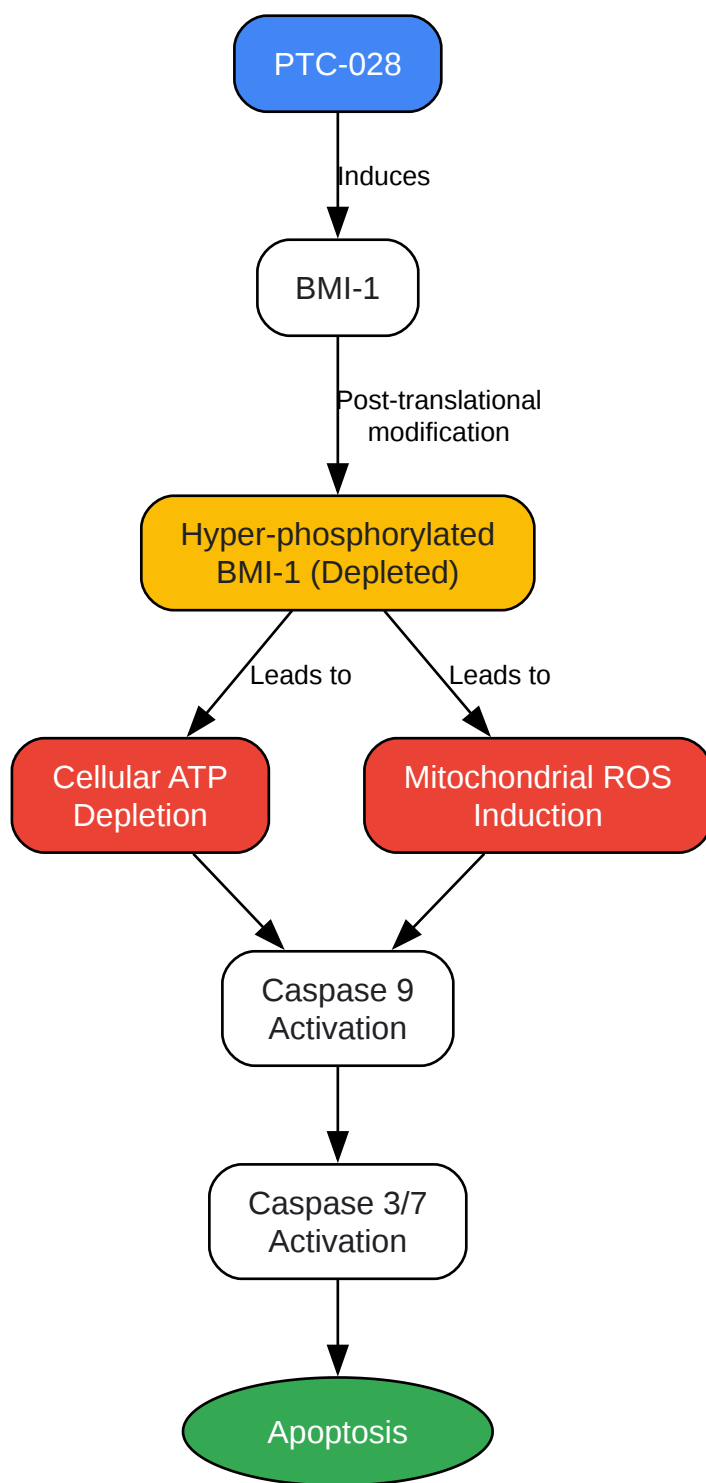 PTC-028
Induces
BMI-1
Post-translational
modification
Hyper-phosphorylated
BMI-1 (Depleted)
Leads to
Leads to
Cellular ATP
Depletion
Mitochondrial ROS
Induction
Caspase 9
Activation
Caspase 3/7
Activation
Apoptosis